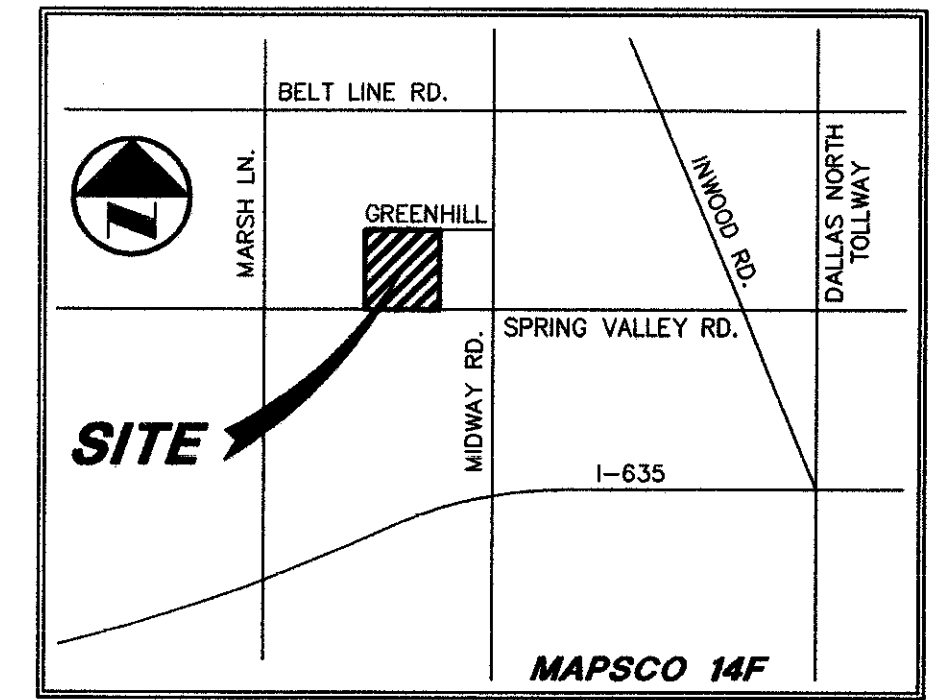 BELT LINE RD.
MARSH LN.
GREENHILL
INWOOD RD.
DALLAS NORTH
TOLLWAY
N
SPRING VALLEY RD.
MIDWAY RD.
SITE
I-635
MAPSCO 14F